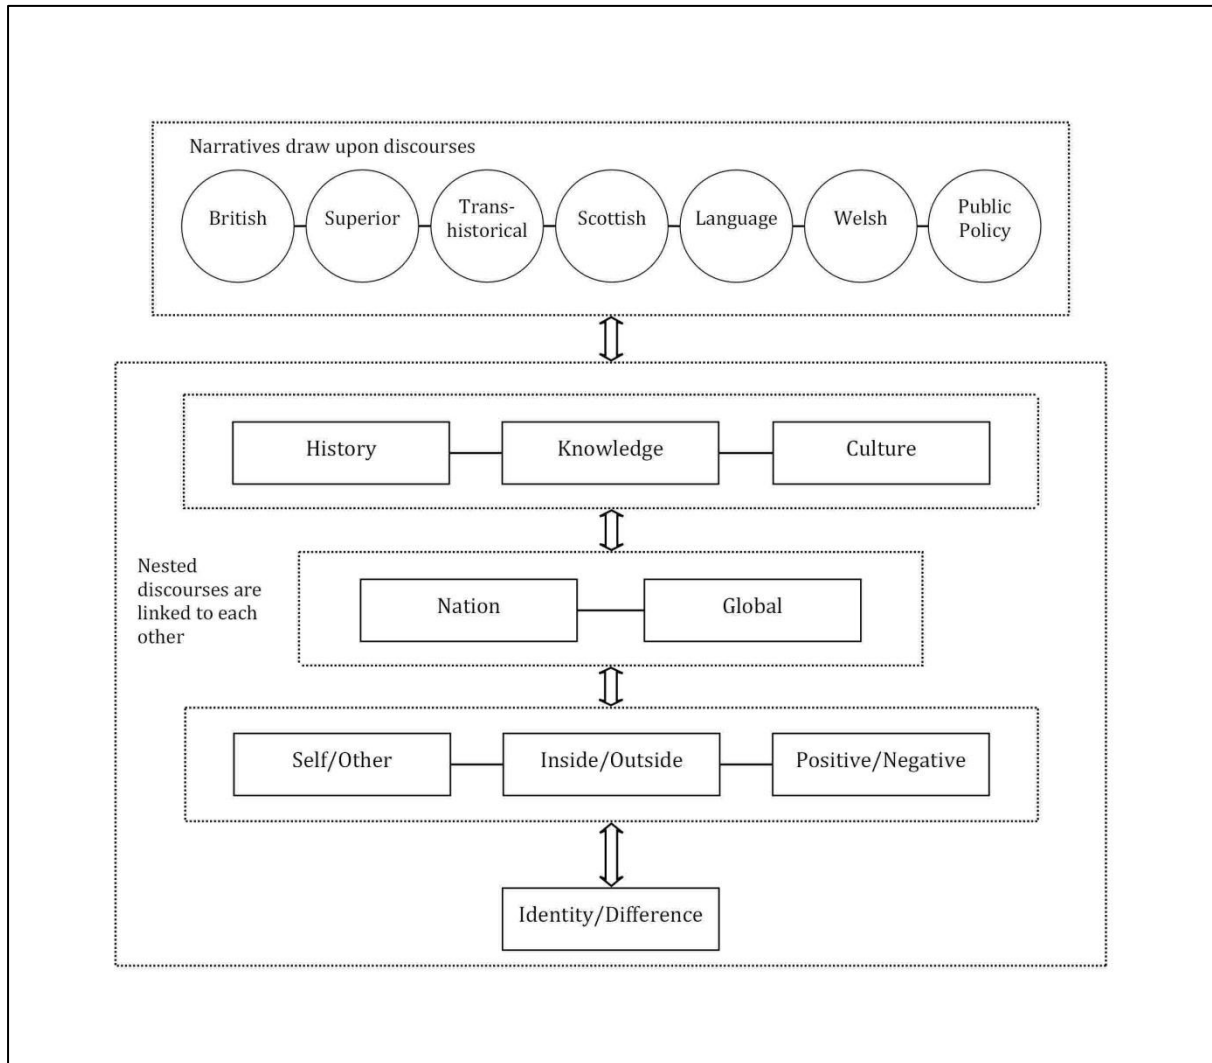 Narratives draw upon discourses
British
Superior
Trans-
historical
Scottish
Language
Welsh
Public
Policy
History
Knowledge
Culture
Nested
discourses are
linked to each
other
Nation
Global
Self/Other
Inside/Outside
Positive/Negative
Identity/Difference